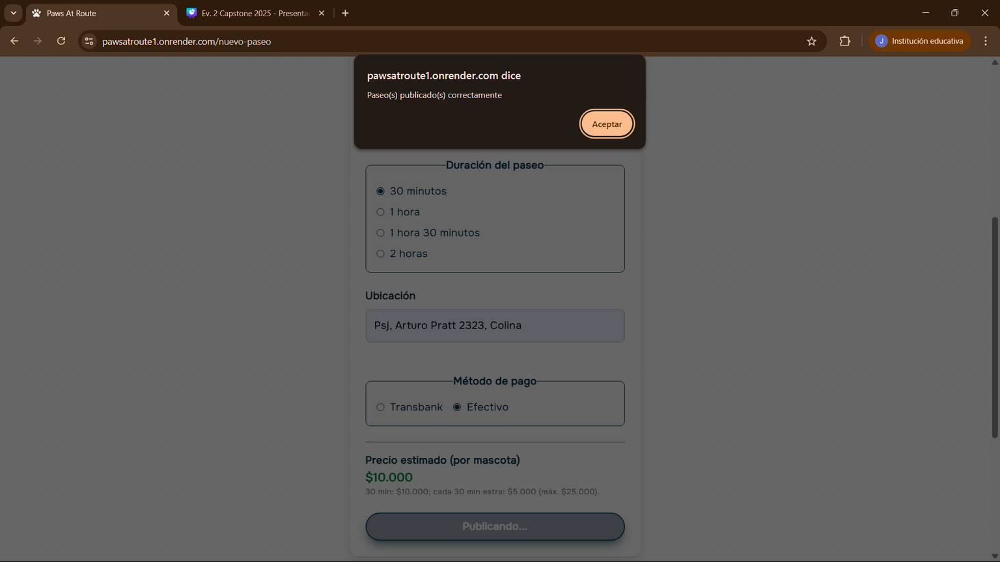 Paws At Route
Ev. 2 Capstone 2025 - Presenta
pawsatroute1.onrender.com/nuevo-paseo
J Institución educativa
pawsatroute1.onrender.com dice
Paseo(s) publicado(s) correctamente
Aceptar
Duración del paseo
30 minutos
1 hora
1 hora 30 minutos
2 horas
Ubicación
Psj, Arturo Pratt 2323, Colina
Método de pago
Transbank Efectivo
Precio estimado (por mascota)
$10.000
30 min: $10.000; cada 30 min extra: $5.000 (máx. $25.000).
Publicando...